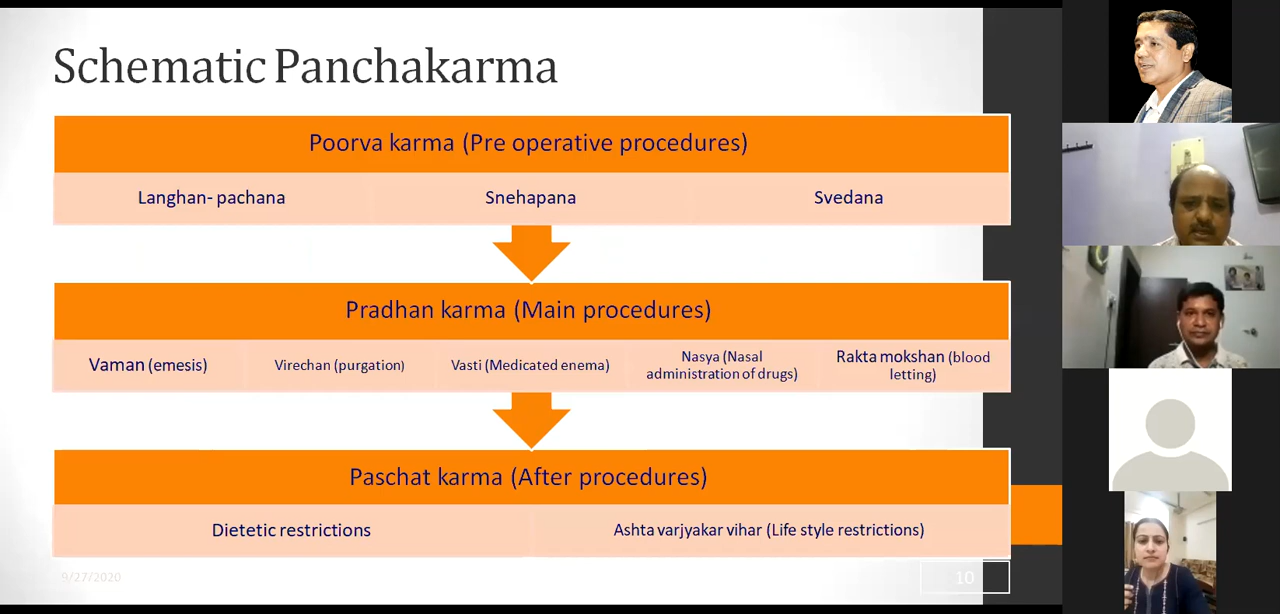 Schematic Panchakarma
Poorva karma (Pre operative procedures)
Langhan- pachana
Snehapana
Svedana
Pradhan karma (Main procedures)
Vaman (emesis)
Virechan (purgation)
Vasti (Medicated enema)
Nasya (Nasal
administration of drugs)
Rakta mokshan (blood
letting)
Paschat karma (After procedures)
Dietetic restrictions
Ashta varjyakar vihar (Life style restrictions)
9/27/2020
10